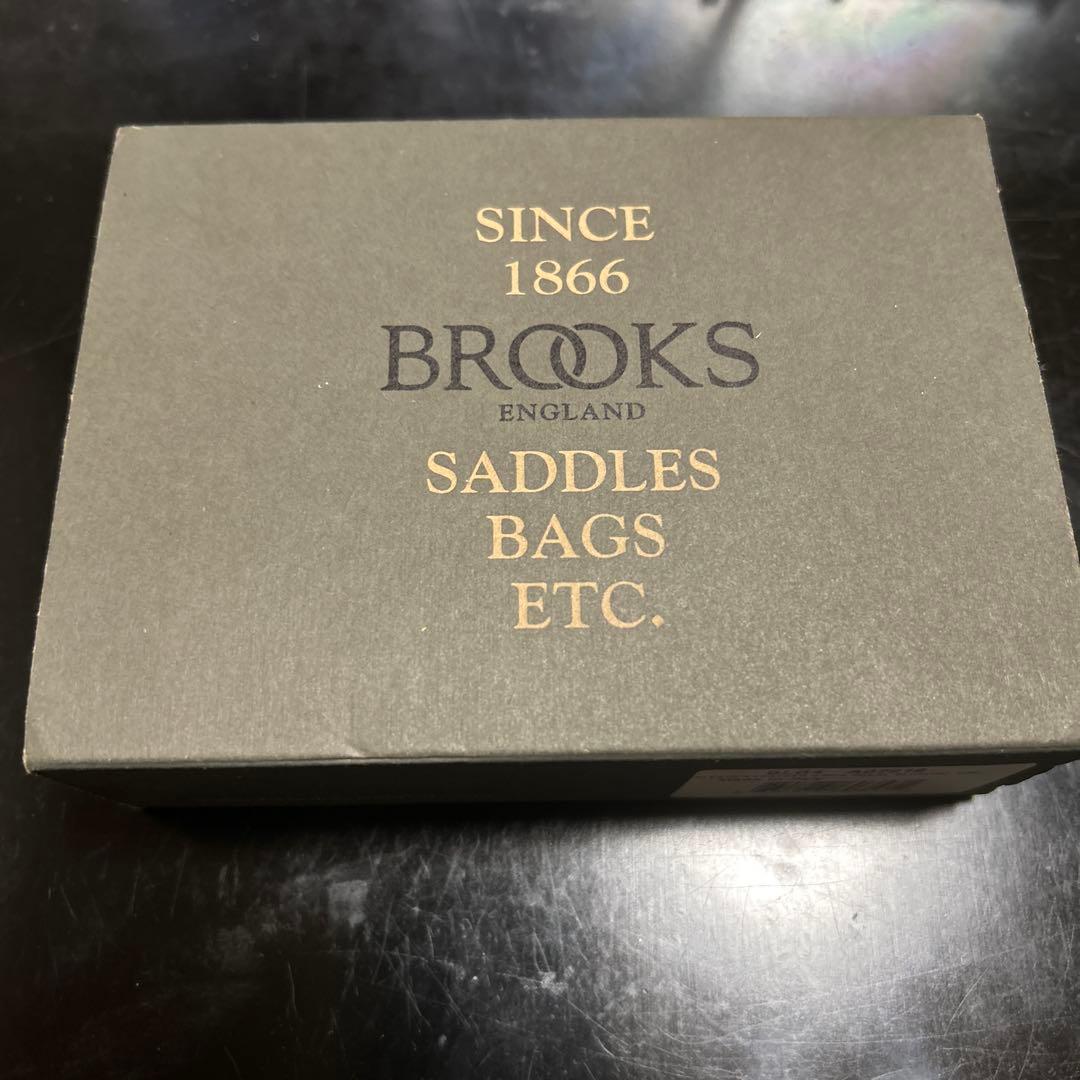 SINCE
1866
BROOKS
ENGLAND
SADDLES
BAGS
ETC.